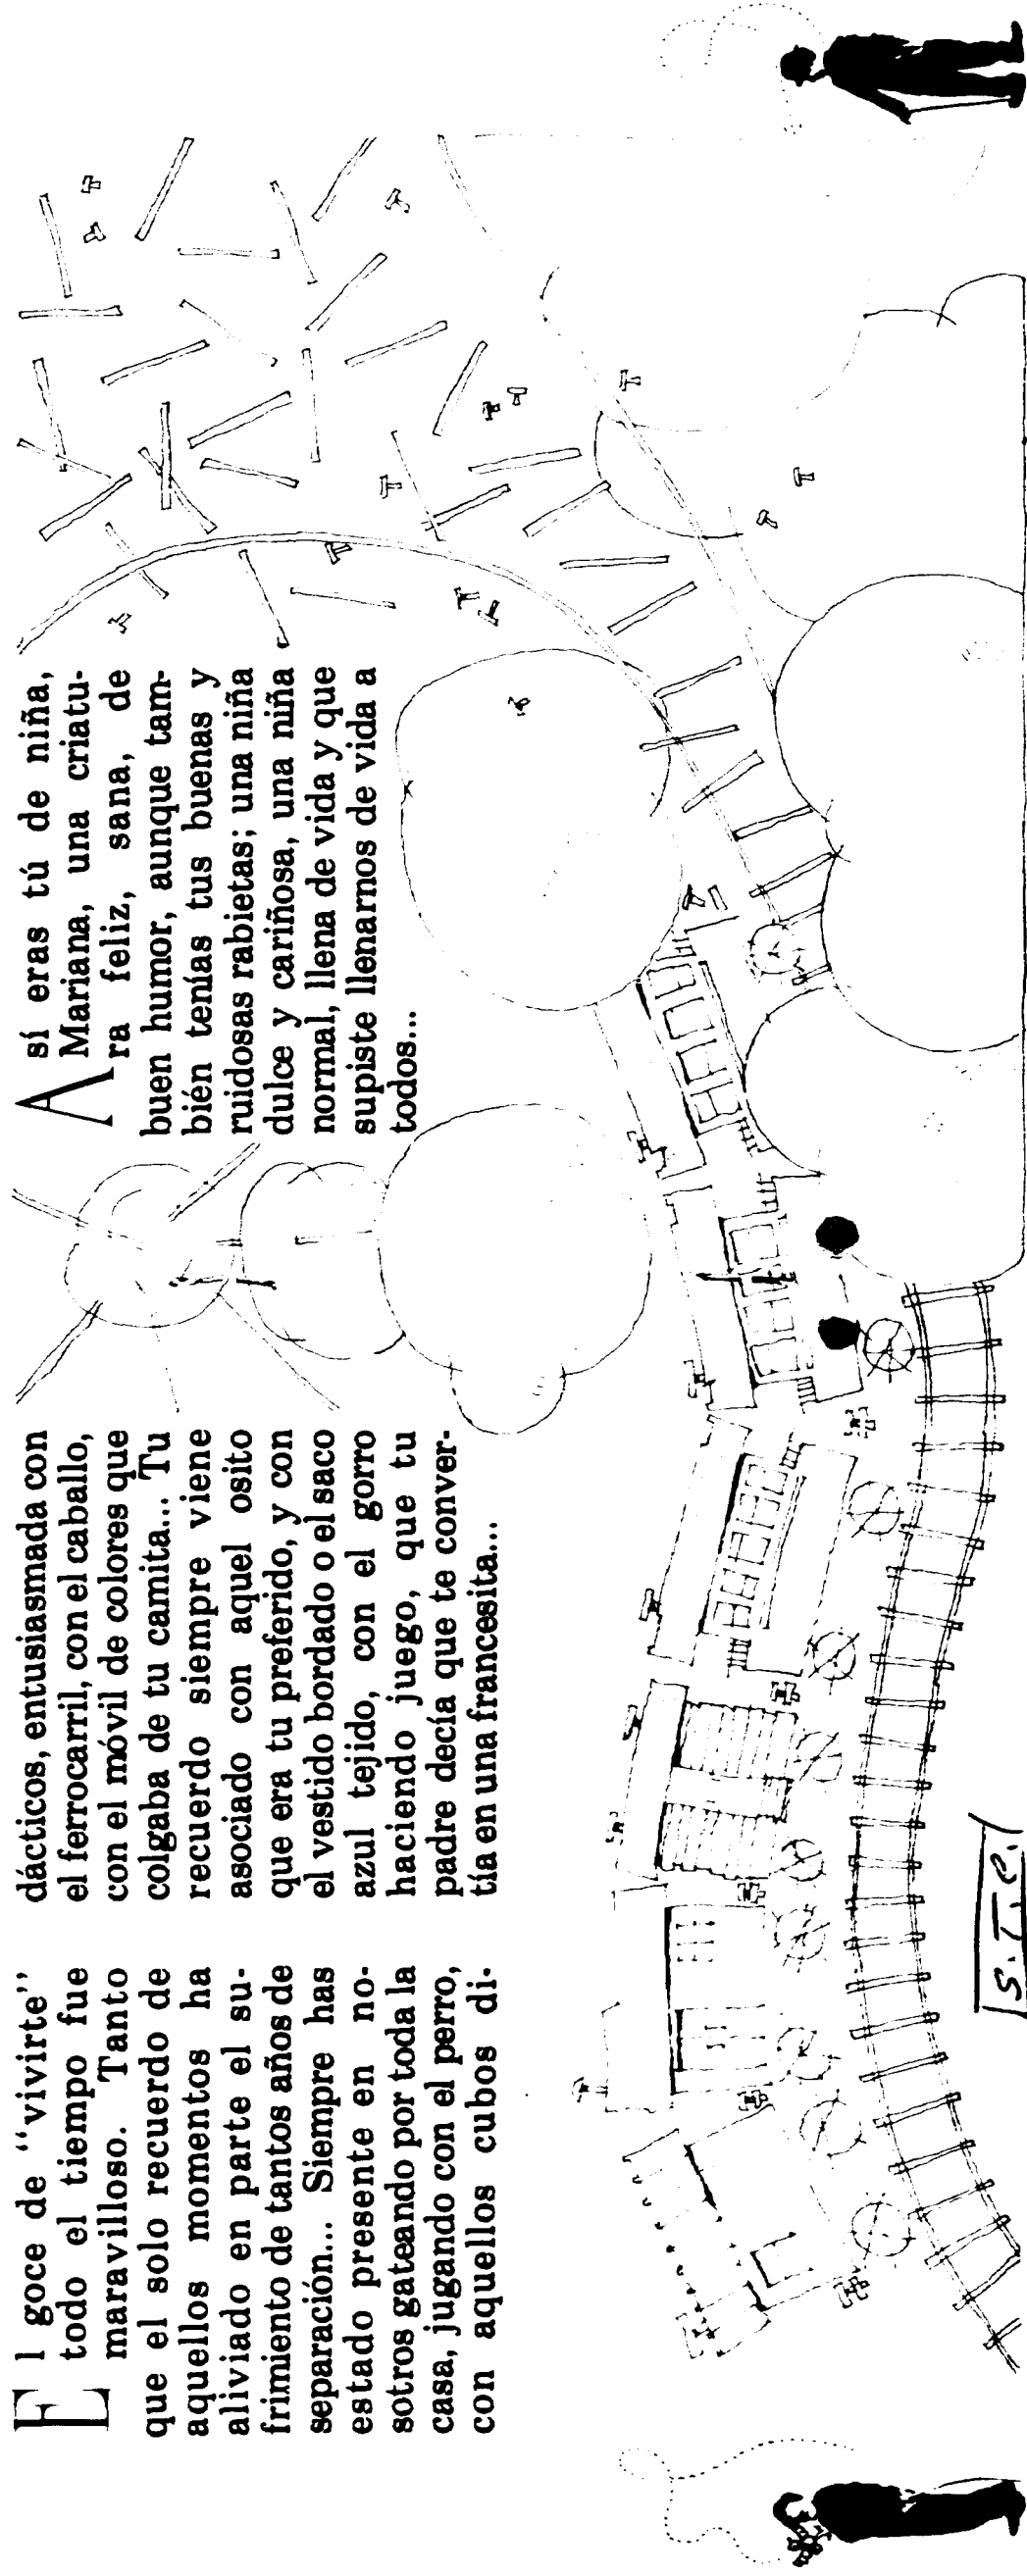 El goce de "vivirte"
todo el tiempo fue
maravilloso. Tanto
que el solo recuerdo de
aquellos momentos ha
aliviado en parte el su-
frimiento de tantos años de
separación... Siempre has
estado presente en no-
sotros gateando por toda la
casa, jugando con el perro,
con aquellos cubos di-
dácticos, entusiasmada con
el ferrocarril, con el caballo,
con el móvil de colores que
colgaba de tu camita... Tu
recuerdo siempre viene
asociado con aquel osito
que era tu preferido, y con
el vestido bordado o el saco
azul tejido, con el gorro
haciendo juego, que tu
padre decía que te conver-
tía en una francesita...
Así eras tú de niña,
Mariana, una criatu-
ra feliz, sana, de
buen humor, aunque tam-
bién tenías tus buenas y
ruidosas rabietas; una niña
dulce y cariñosa, una niña
normal, llena de vida y que
supiste llenarnos de vida a
todos...
S.T.e.